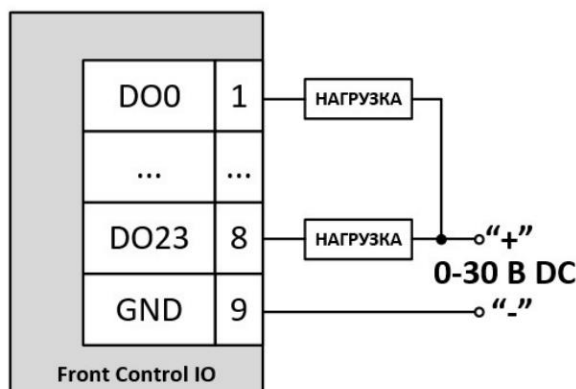 DO0 1 НАГРУЗКА
... ...
DO23 8 НАГРУЗКА “+”
0-30 В DC
GND 9 “-”
Front Control IO